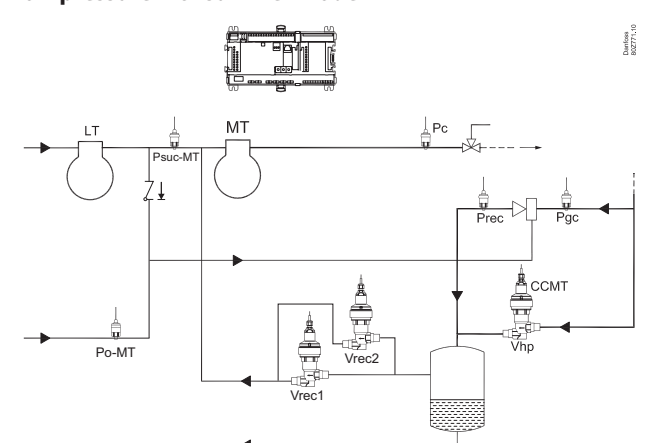 Danfoss
80Z771.10
LT
MT
Pc
Psuc-MT
Prec
Pgc
CCMT
Po-MT
Vrec2
Vhp
Vrec1